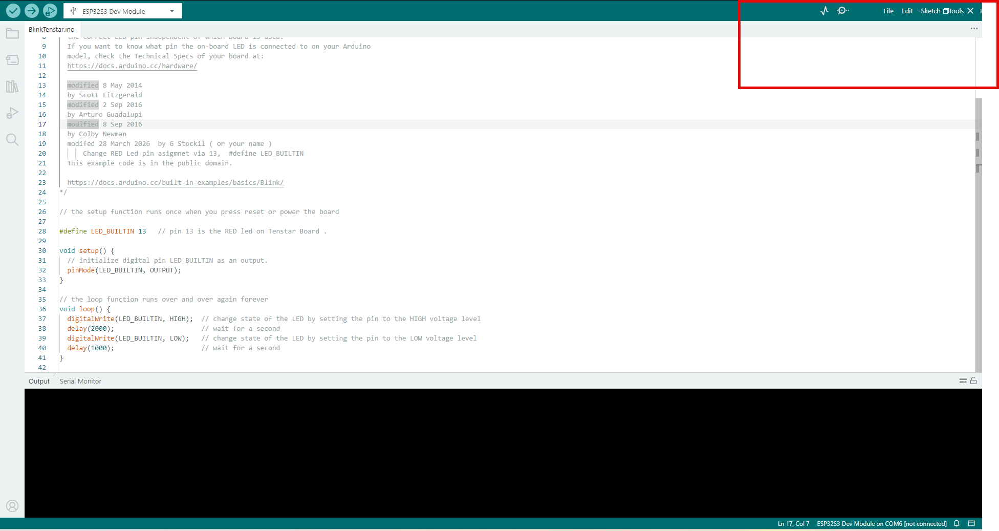 ESP32S3 Dev Module
File Edit Sketch Tools
BlinkTenstar.ino
8 the correct LED pin independent of which board is used.
9 If you want to know what pin the on-board LED is connected to on your Arduino
10 model, check the Technical Specs of your board at:
11 https://docs.arduino.cc/hardware/
12
13 modified 8 May 2014
14 by Scott Fitzgerald
15 modified 2 Sep 2016
16 by Arturo Guadalupi
17 modified 8 Sep 2016
18 by Colby Newman
19 modifed 28 March 2026  by G Stockil ( or your name )
20 Change RED Led pin asigmnet via 13,  #define LED_BUILTIN
21 This example code is in the public domain.
22
23 https://docs.arduino.cc/built-in-examples/basics/Blink/
24 */
25
26 // the setup function runs once when you press reset or power the board
27
28 #define LED_BUILTIN 13   // pin 13 is the RED led on Tenstar Board .
29
30 void setup() {
31 // initialize digital pin LED_BUILTIN as an output.
32 pinMode(LED_BUILTIN, OUTPUT);
33 }
34
35 // the loop function runs over and over again forever
36 void loop() {
37 digitalWrite(LED_BUILTIN, HIGH);  // change state of the LED by setting the pin to the HIGH voltage level
38 delay(2000);                      // wait for a second
39 digitalWrite(LED_BUILTIN, LOW);   // change state of the LED by setting the pin to the LOW voltage level
40 delay(1000);                      // wait for a second
41 }
42
Output Serial Monitor
Ln 17, Col 7 ESP32S3 Dev Module on COM6 [not connected]